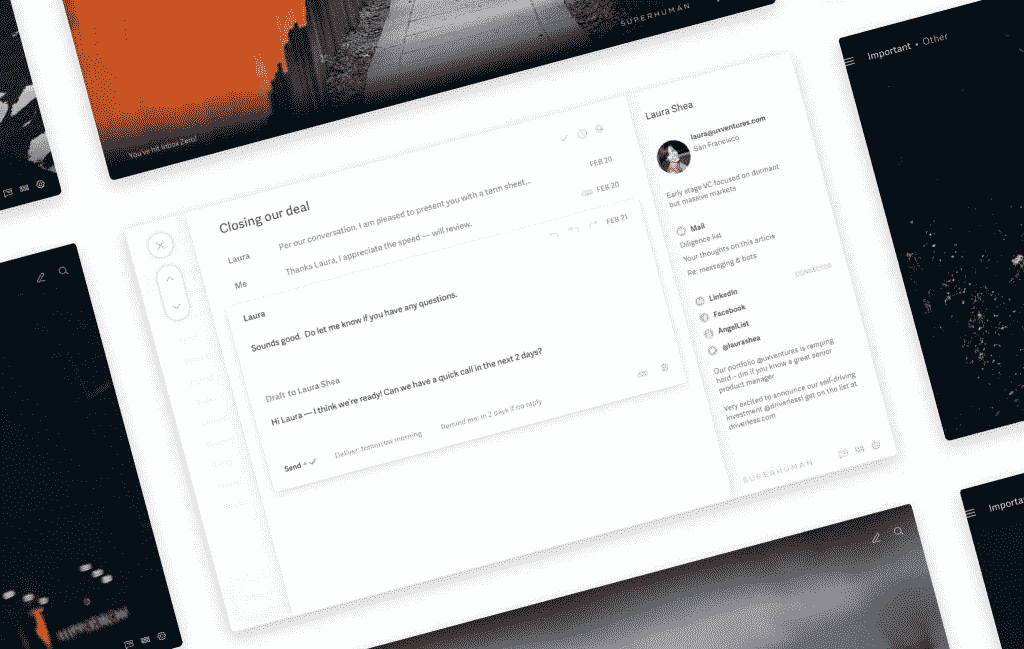 SUPERHUMAN
You've hit Inbox Zero!
Important • Other
Closing our deal
Laura
Per our conversation, I am pleased to present you with a term sheet...
FEB 20
Me
Thanks Laura, I appreciate the speed — will review.
FEB 20
Laura
FEB 21
Sounds good. Do let me know if you have any questions.
Draft to Laura Shea
Hi Laura — I think we're ready! Can we have a quick call in the next 2 days?
Send +
Deliver: tomorrow morning
Remind me: in 2 days if no reply
Laura Shea
laura@uxventures.com
San Francisco
Early stage VC focused on dormant
but massive markets
Mail
Diligence list
Your thoughts on this article
Re: messaging & bots
CONNECTED
LinkedIn
Facebook
AngelList
@laurashea
Our portfolio @uxventures is ramping
hard – dm if you know a great senior
product manager
Very excited to announce our self-driving
investment @driverless! get on the list at
driverless.com
SUPERHUMAN